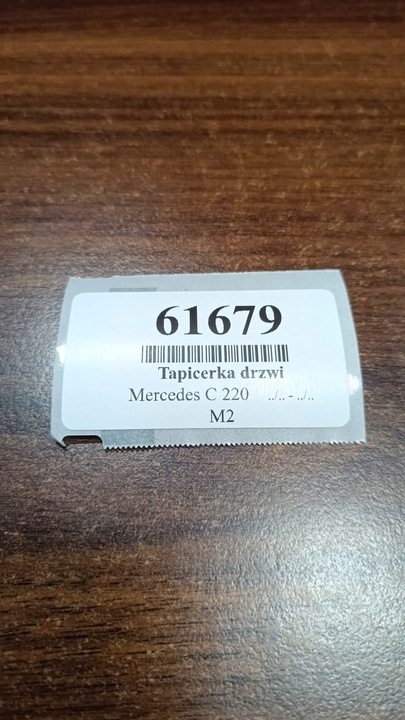 61679
Tapicerka drzwi
Mercedes C 220 ../.. - ../..
M2